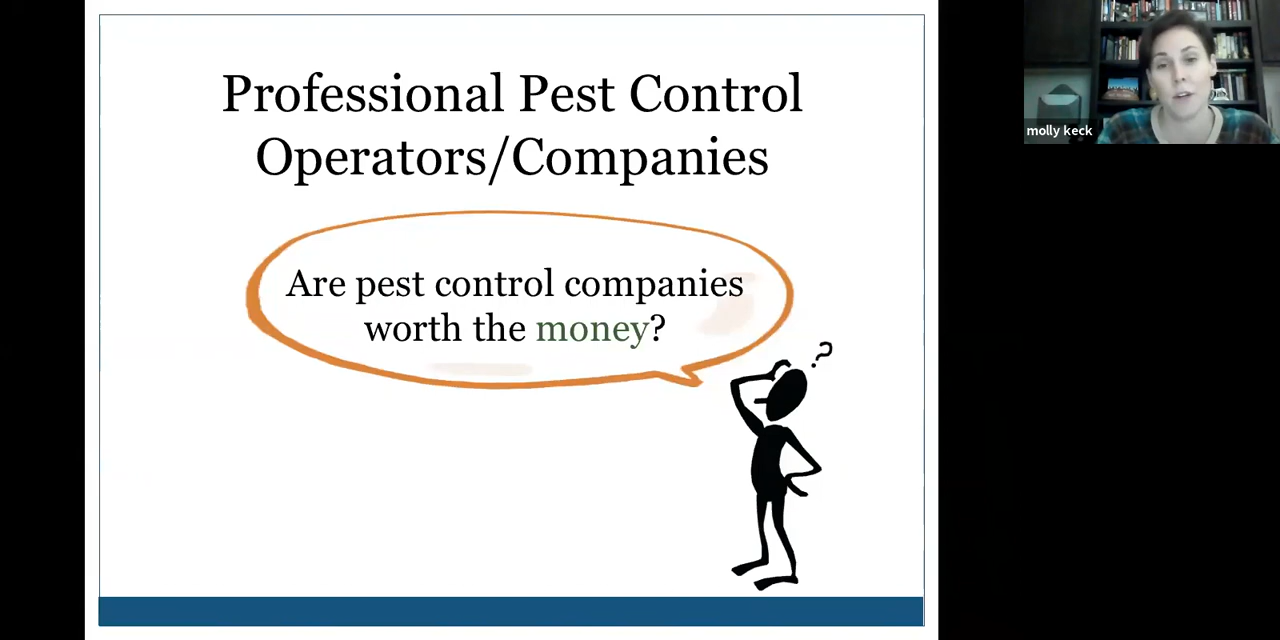 Professional Pest Control
Operators/Companies
Are pest control companies
worth the money?
?
molly keck